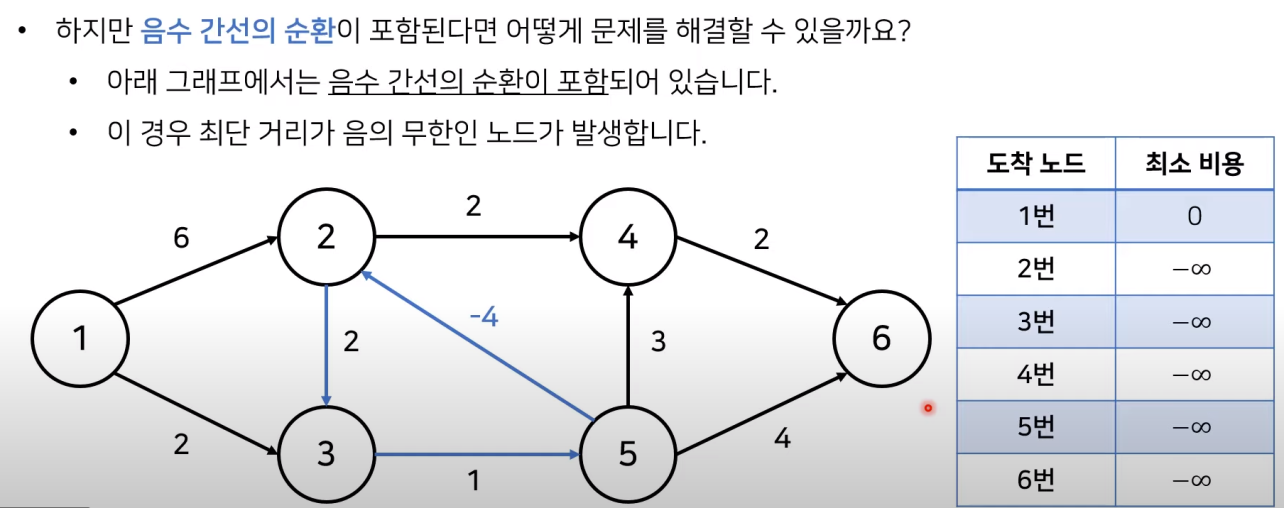 • 하지만 음수 간선의 순환이 포함된다면 어떻게 문제를 해결할 수 있을까요?
• 아래 그래프에서는 음수 간선의 순환이 포함되어 있습니다.
• 이 경우 최단 거리가 음의 무한인 노드가 발생합니다.
도착 노드 최소 비용
1번 0
2번 −∞
3번 −∞
4번 −∞
5번 −∞
6번 −∞
2
6 2 4 2
-4
1 2 3 6
2 3 5 4
1